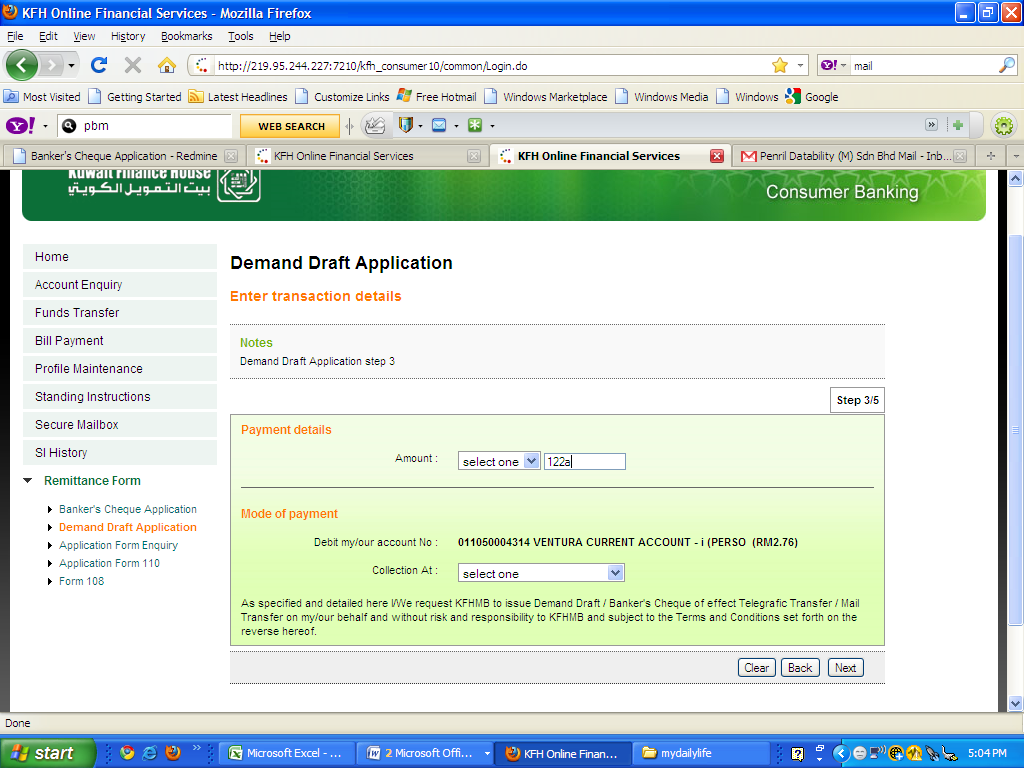 KFH Online Financial Services - Mozilla Firefox
File Edit View History Bookmarks Tools Help
http://219.95.244.227:7210/kfh_consumer10/common/Login.do
mail
Most Visited Getting Started Latest Headlines Customize Links Free Hotmail Windows Marketplace Windows Media Windows Google
Y! pbm WEB SEARCH
Banker's Cheque Application - Redmine KFH Online Financial Services KFH Online Financial Services Penril Datability (M) Sdn Bhd Mail - Inb...
Kuwait Finance House
بيت التمويل الكويتي
Consumer Banking
Home
Account Enquiry
Funds Transfer
Bill Payment
Profile Maintenance
Standing Instructions
Secure Mailbox
SI History
Remittance Form
Banker's Cheque Application
Demand Draft Application
Application Form Enquiry
Application Form 110
Form 108
Demand Draft Application
Enter transaction details
Notes
Demand Draft Application step 3
Step 3/5
Payment details
Amount : select one 122a
Mode of payment
Debit my/our account No : 011050004314 VENTURA CURRENT ACCOUNT - i (PERSO (RM2.76)
Collection At : select one
As specified and detailed here I/We request KFHMB to issue Demand Draft / Banker's Cheque of effect Telegrafic Transfer / Mail
Transfer on my/our behalf and without risk and responsibility to KFHMB and subject to the Terms and Conditions set forth on the
reverse hereof.
Clear Back Next
Done
start Microsoft Excel - ... 2 Microsoft Offi... KFH Online Finan... mydailylife 5:04 PM